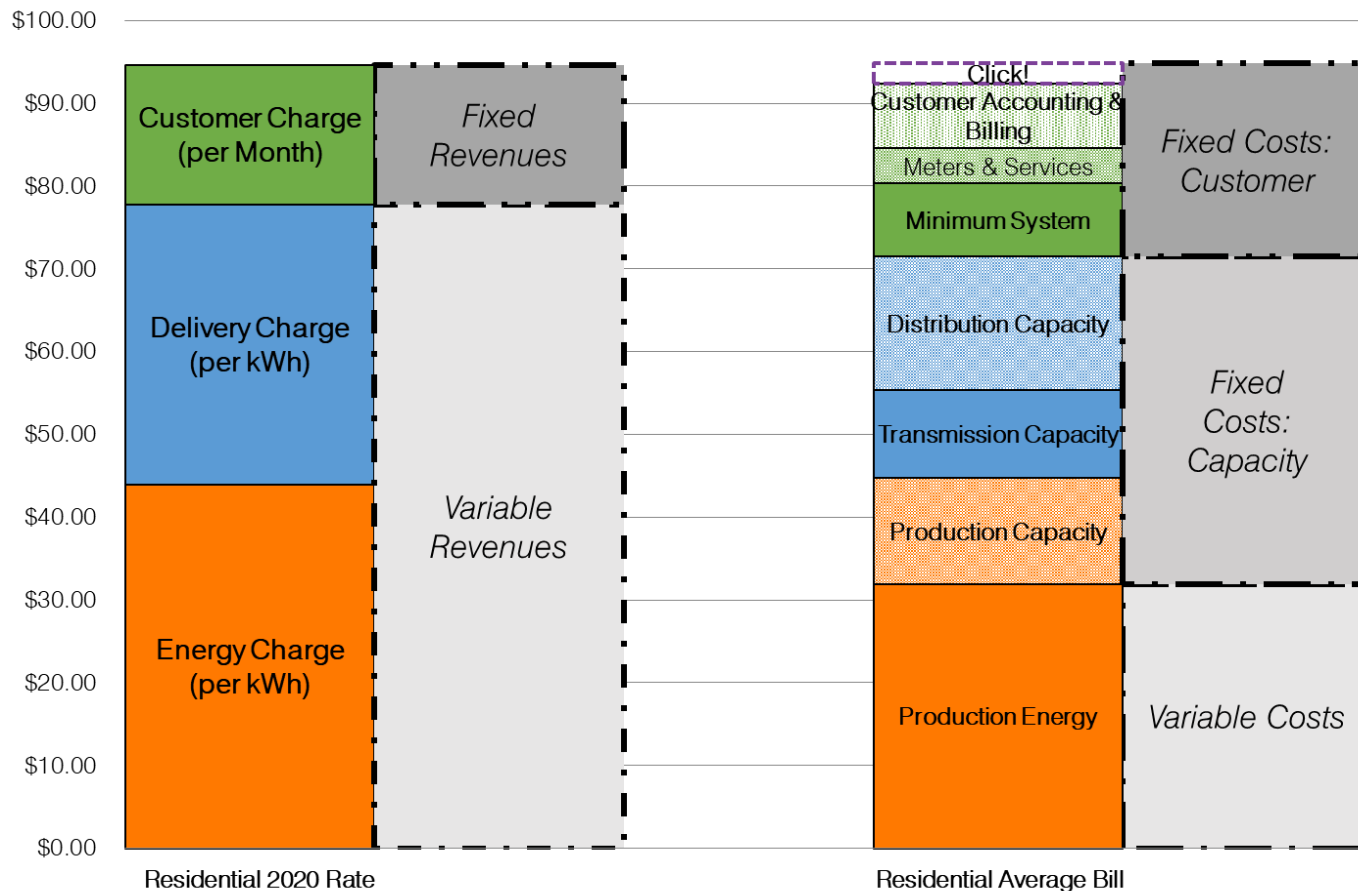 $100.00
$90.00
$80.00
$70.00
$60.00
$50.00
$40.00
$30.00
$20.00
$10.00
$0.00
Customer Charge
(per Month)
Delivery Charge
(per kWh)
Energy Charge
(per kWh)
Fixed
Revenues
Variable
Revenues
Click!
Customer Accounting &
Billing
Meters & Services
Minimum System
Distribution Capacity
Transmission Capacity
Production Capacity
Production Energy
Fixed Costs:
Customer
Fixed
Costs:
Capacity
Variable Costs
Residential 2020 Rate
Residential Average Bill